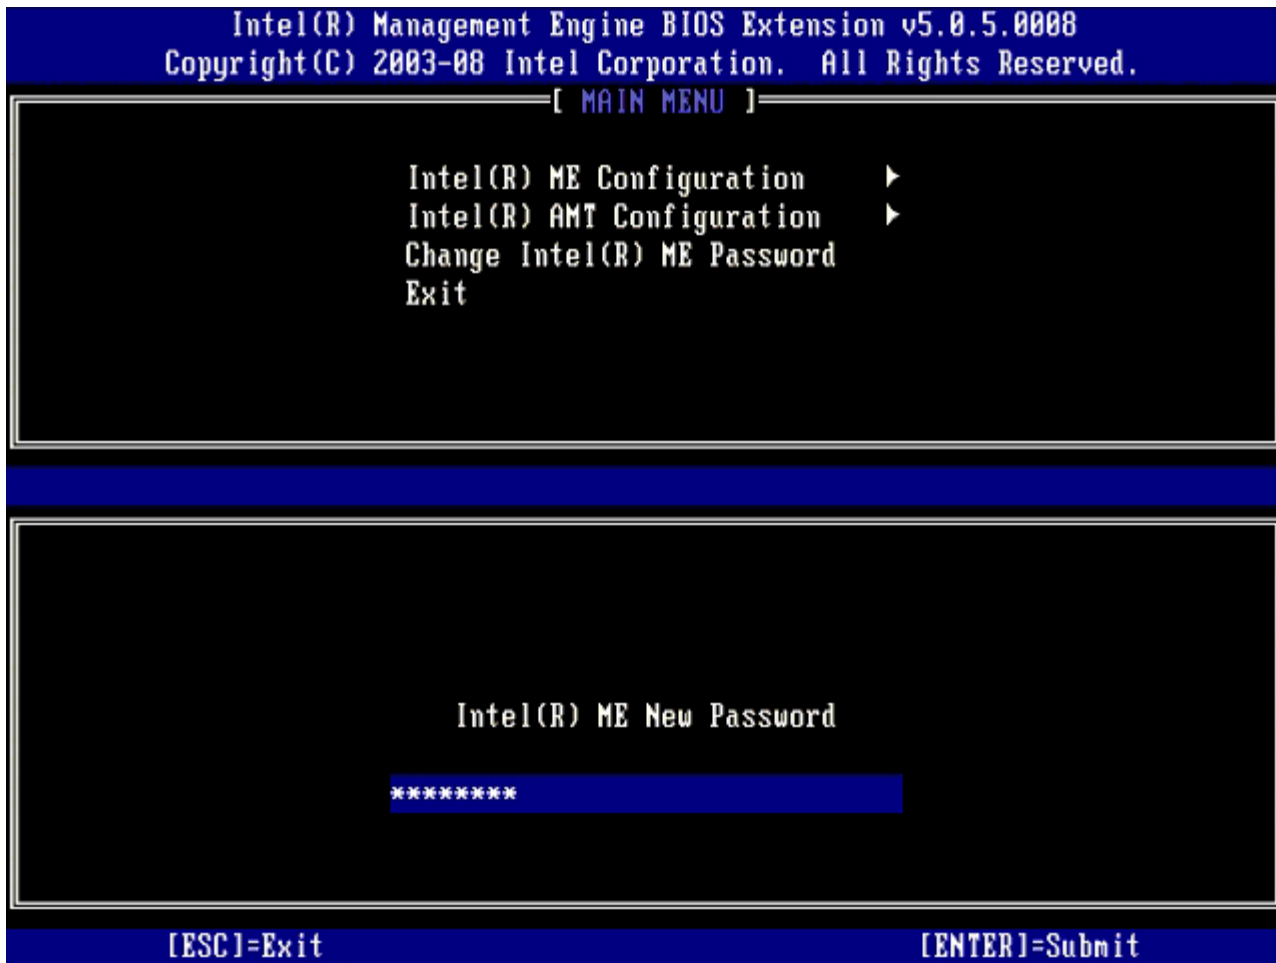 Intel(R) Management Engine BIOS Extension v5.0.5.0008
Copyright(C) 2003-08 Intel Corporation. All Rights Reserved.
[ MAIN MENU ]
Intel(R) ME Configuration ►
Intel(R) AMT Configuration ►
Change Intel(R) ME Password
Exit
Intel(R) ME New Password
********
[ESC]=Exit [ENTER]=Submit